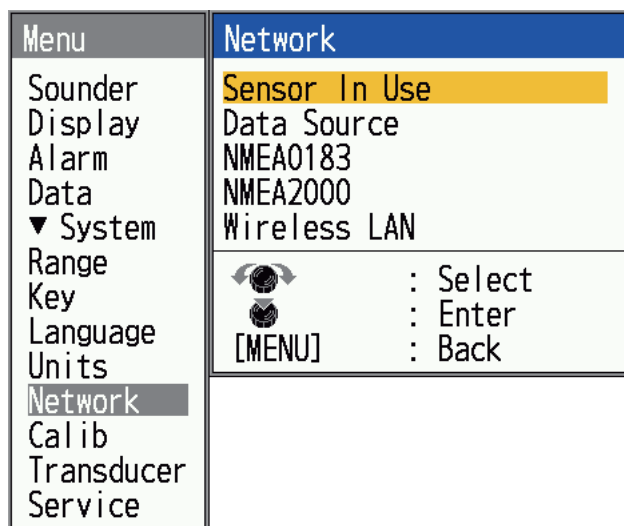 Menu
Sounder
Display
Alarm
Data
▼ System
Range
Key
Language
Units
Network
Calib
Transducer
Service
Network
Sensor In Use
Data Source
NMEA0183
NMEA2000
Wireless LAN
: Select
: Enter
[MENU] : Back